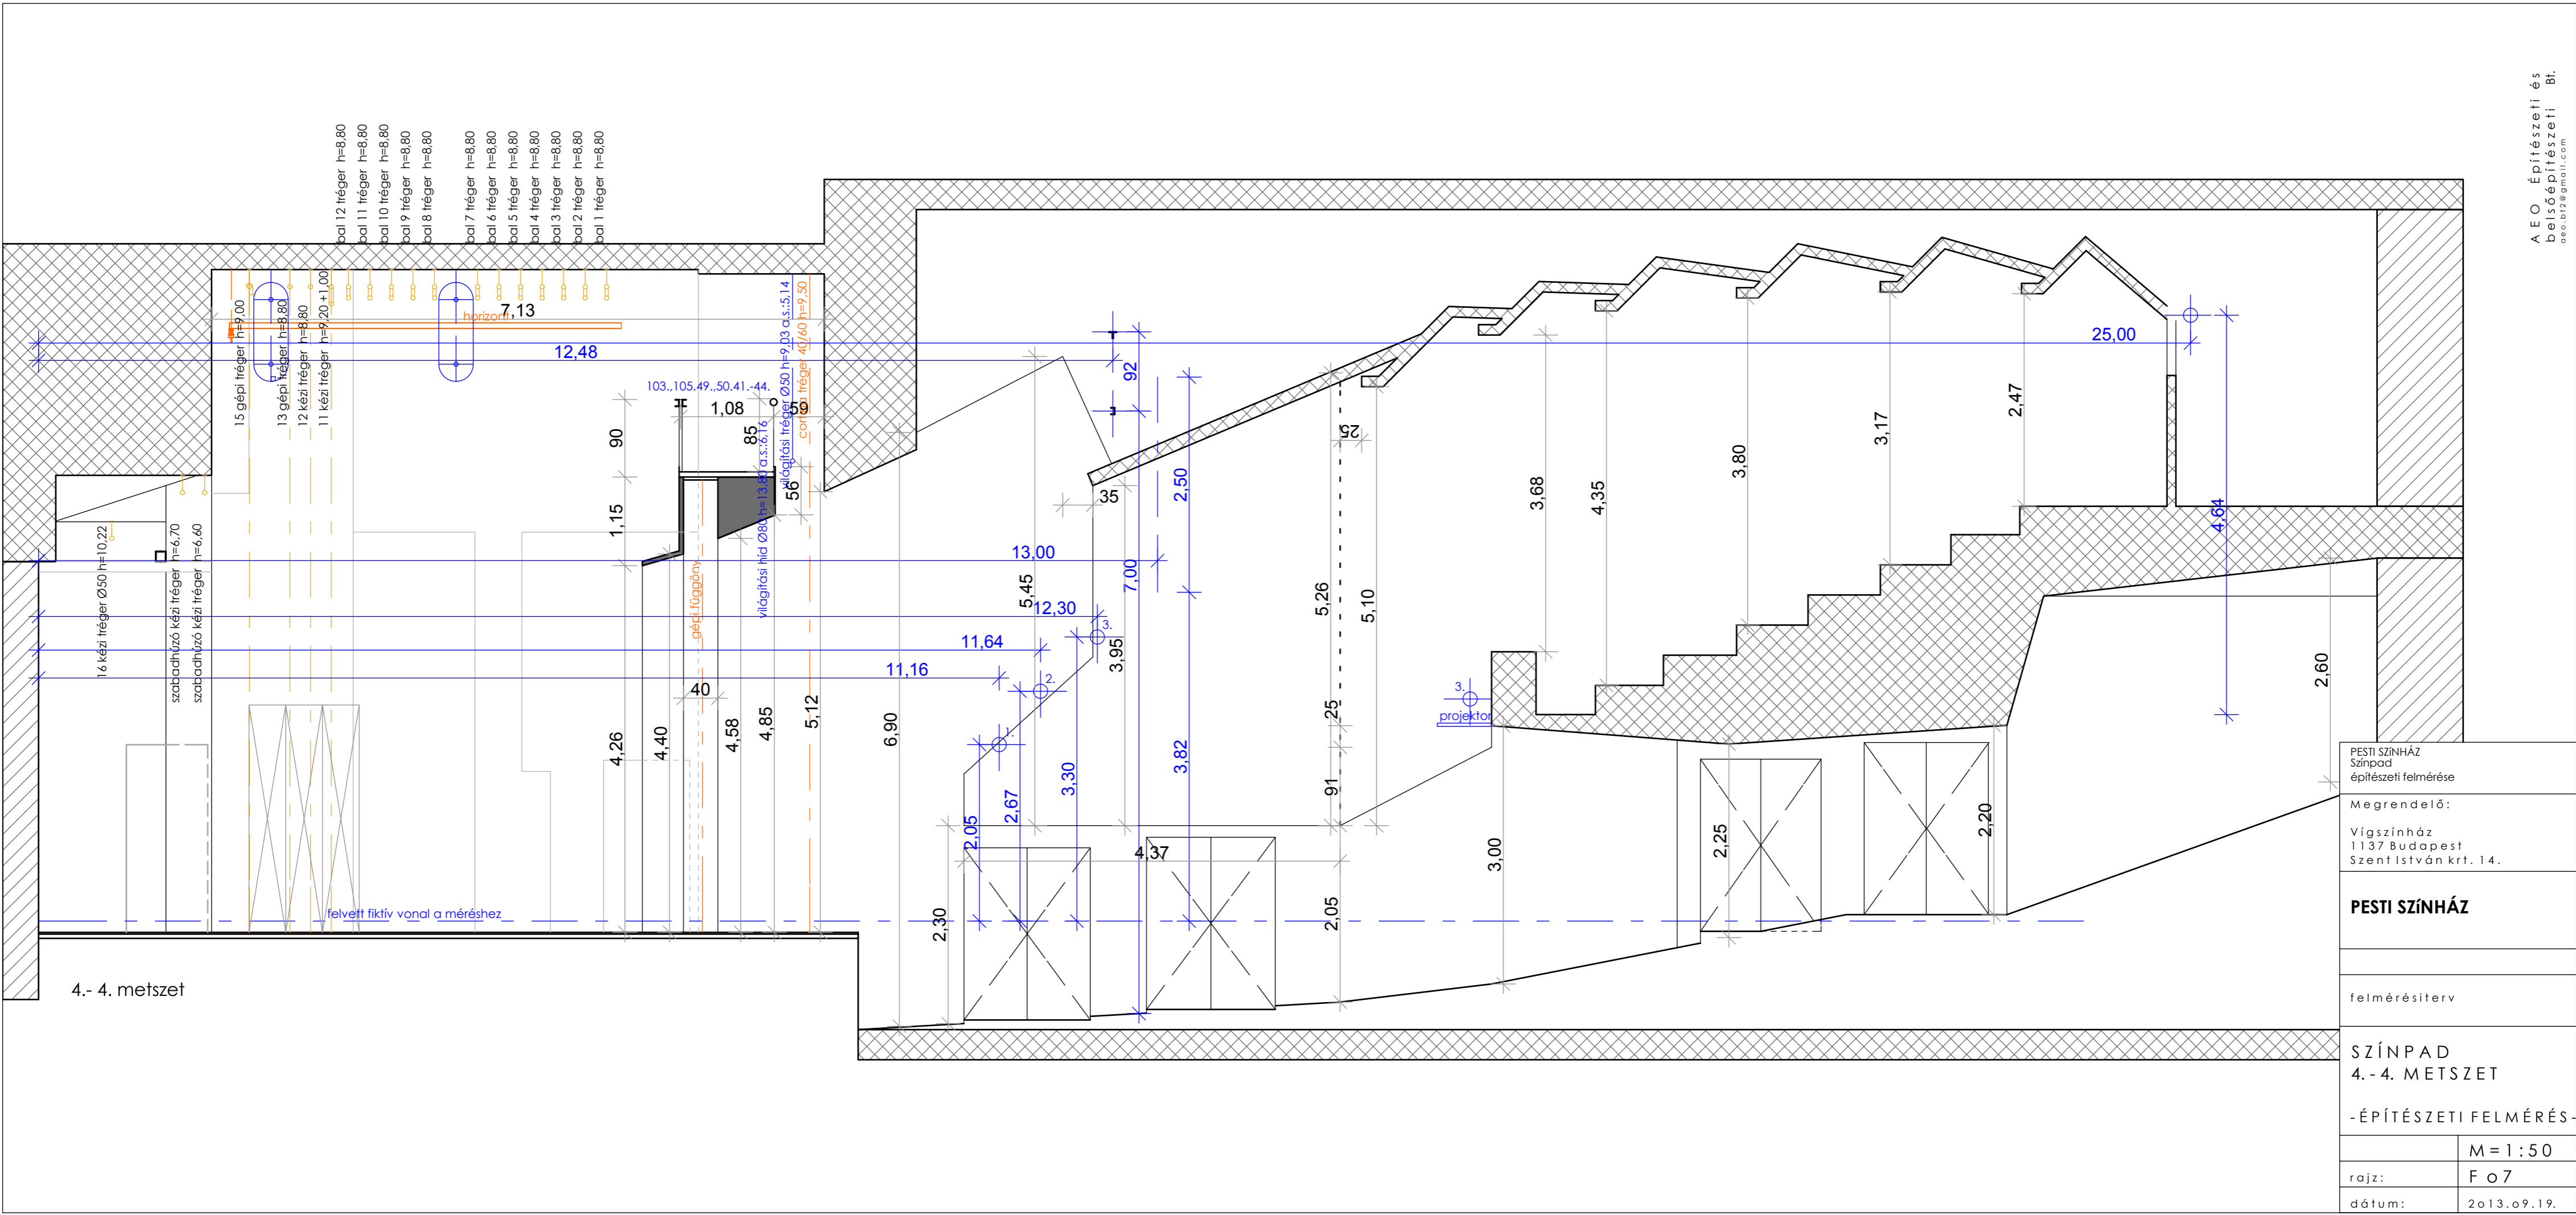 AEO Építészeti és
belsőépítészeti Bt.
aeo.bt2@gmail.com
bal 12 tréger h=8,80
bal 11 tréger h=8,80
bal 10 tréger h=8,80
bal 9 tréger h=8,80
bal 8 tréger h=8,80
bal 7 tréger h=8,80
bal 6 tréger h=8,80
bal 5 tréger h=8,80
bal 4 tréger h=8,80
bal 3 tréger h=8,80
bal 2 tréger h=8,80
bal 1 tréger h=8,80
15 gépi tréger h=9,00
13 gépi tréger h=8,80
12 kézi tréger h=8,80
11 kézi tréger h=9,20 +1,00
horizont
7,13
12,48
25,00
103.,105.49.,50.41.-44.
1,08
59
85
90
1,15
56
világítási tréger Ø50 h=9,03 a.s.:5,14
cortina tréger 40/60 h=9,50
világítási híd Ø80 h=13,80 a.s.:6,16
gépi függöny
16 kézi tréger Ø50 h=10,22
szabadhúzó kézi tréger h=6,70
szabadhúzó kézi tréger h=6,60
92
35
2,50
25
13,00
7,00
5,45
12,30
3.
11,64
3,95
11,16
2.
1.
40
4,26
4,40
4,58
4,85
5,12
6,90
2,05
2,67
3,30
3,82
5,26
5,10
25
91
3,68
4,35
3,80
3,17
2,47
4,64
2,60
3.
projektor
4,37
2,30
2,05
3,00
2,25
2,20
felvett fiktív vonal a méréshez
4.- 4. metszet
PESTI SZíNHÁZ
Színpad
építészeti felmérése
Megrendelő:
Vígszínház
1137 Budapest
Szent István krt. 14.
PESTI SZíNHÁZ
felmérésiterv
SZÍNPAD
4.-4. METSZET
-ÉPÍTÉSZETI FELMÉRÉS-
M=1:50
rajz: F o7
dátum: 2o13.o9.19.